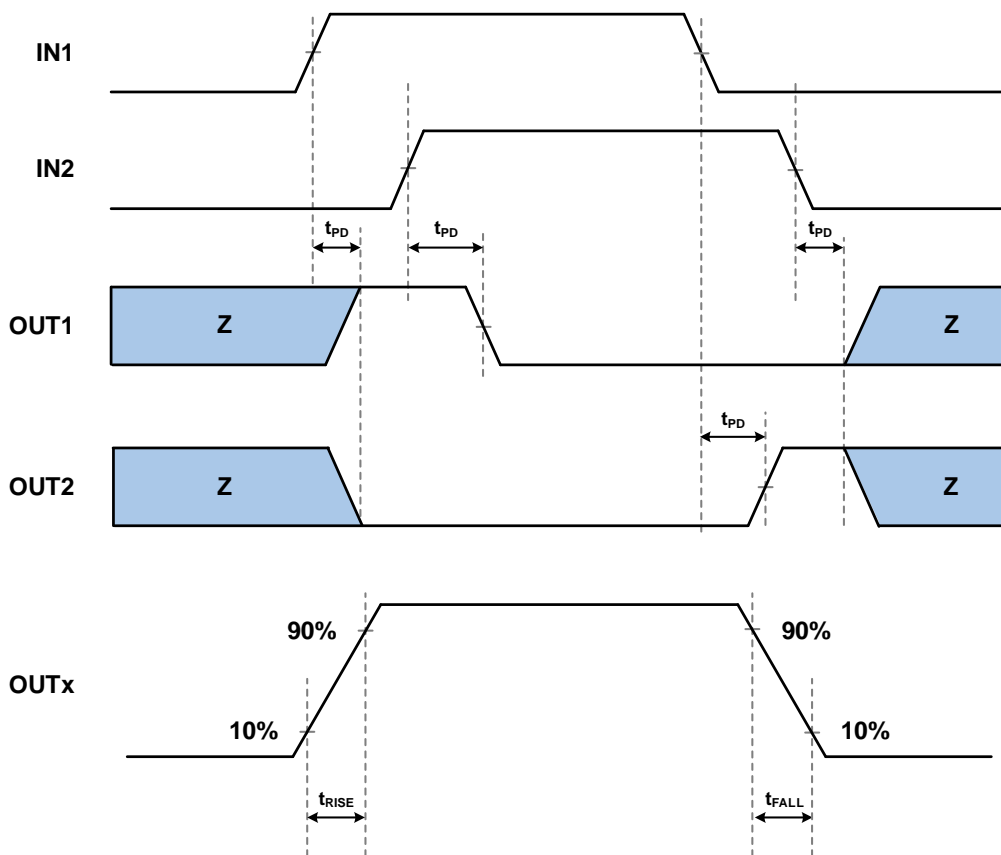 IN1
IN2
tPD tPD tPD
OUT1 Z Z
tPD
OUT2 Z Z
90% 90%
OUTx
10% 10%
tRISE tFALL